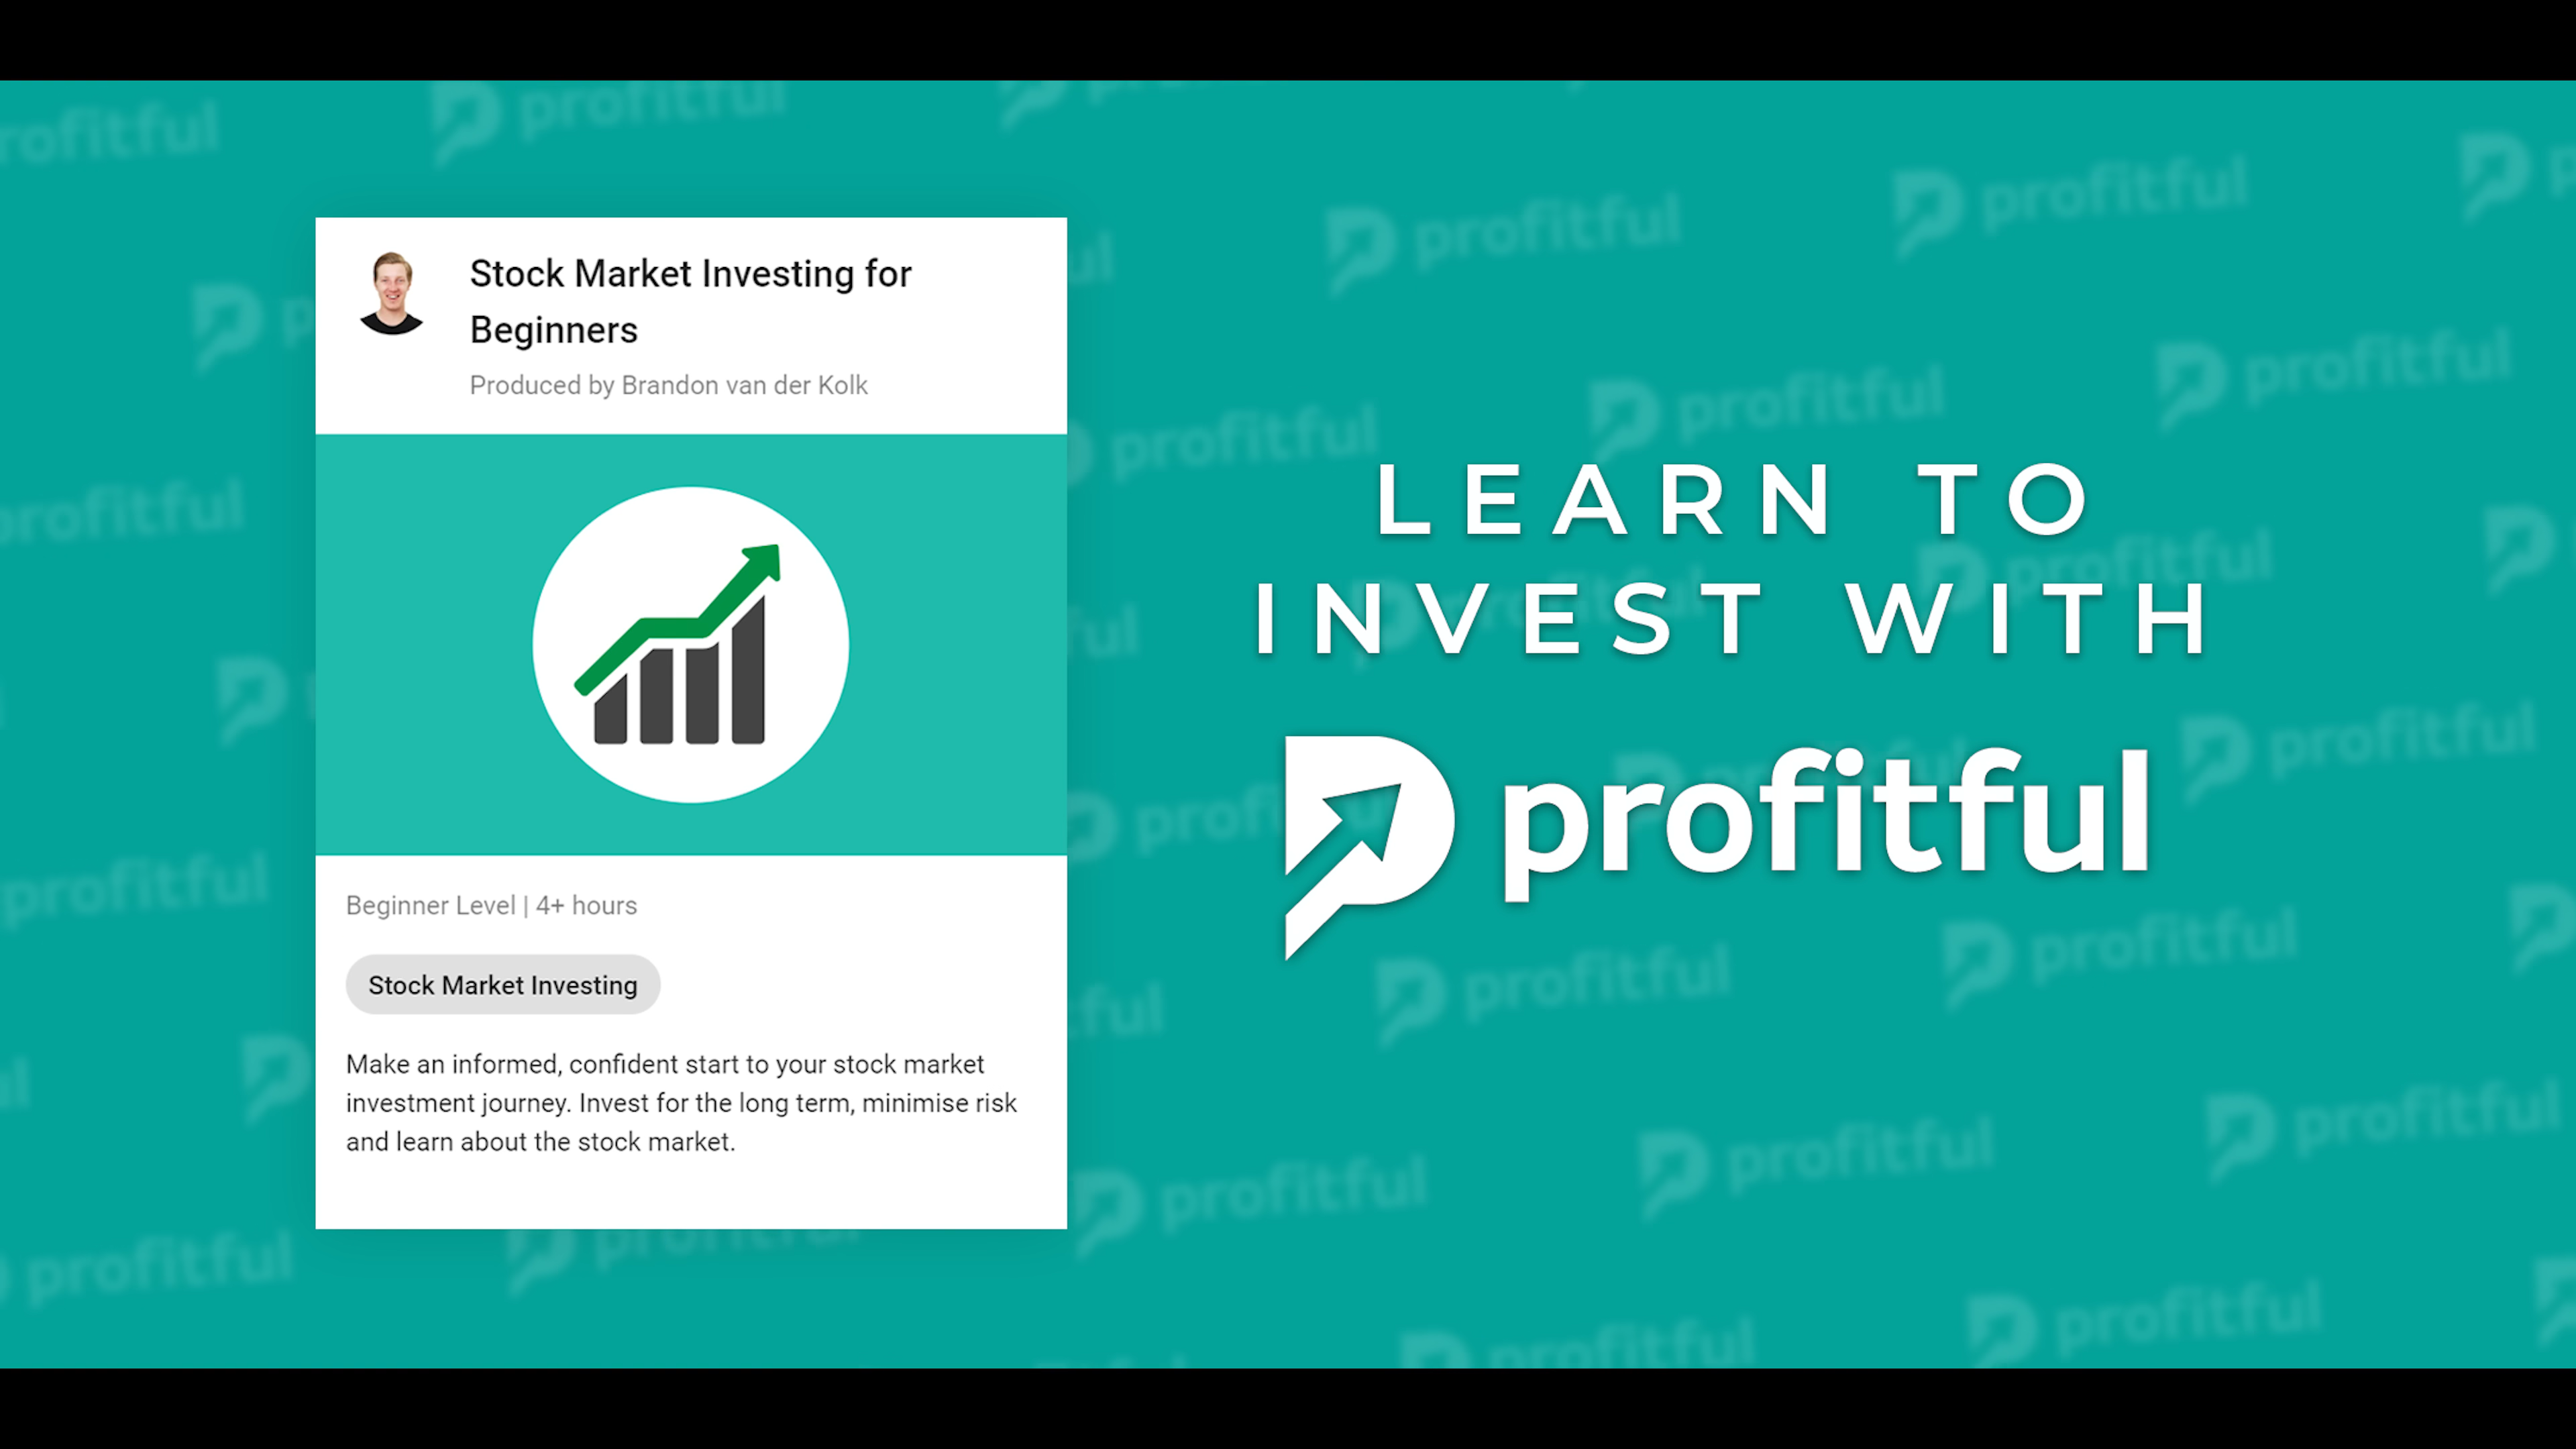 Stock Market Investing for
Beginners
Produced by Brandon van der Kolk
Beginner Level | 4+ hours
Stock Market Investing
Make an informed, confident start to your stock market
investment journey. Invest for the long term, minimise risk
and learn about the stock market.
LEARN TO
INVEST WITH
profitful